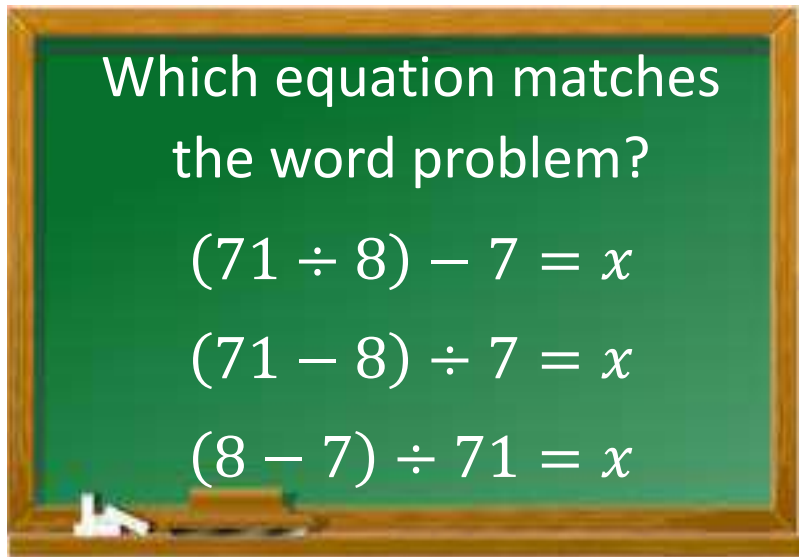 Which equation matches
the word problem?
(71 ÷ 8) − 7 = x
(71 − 8) ÷ 7 = x
(8 − 7) ÷ 71 = x